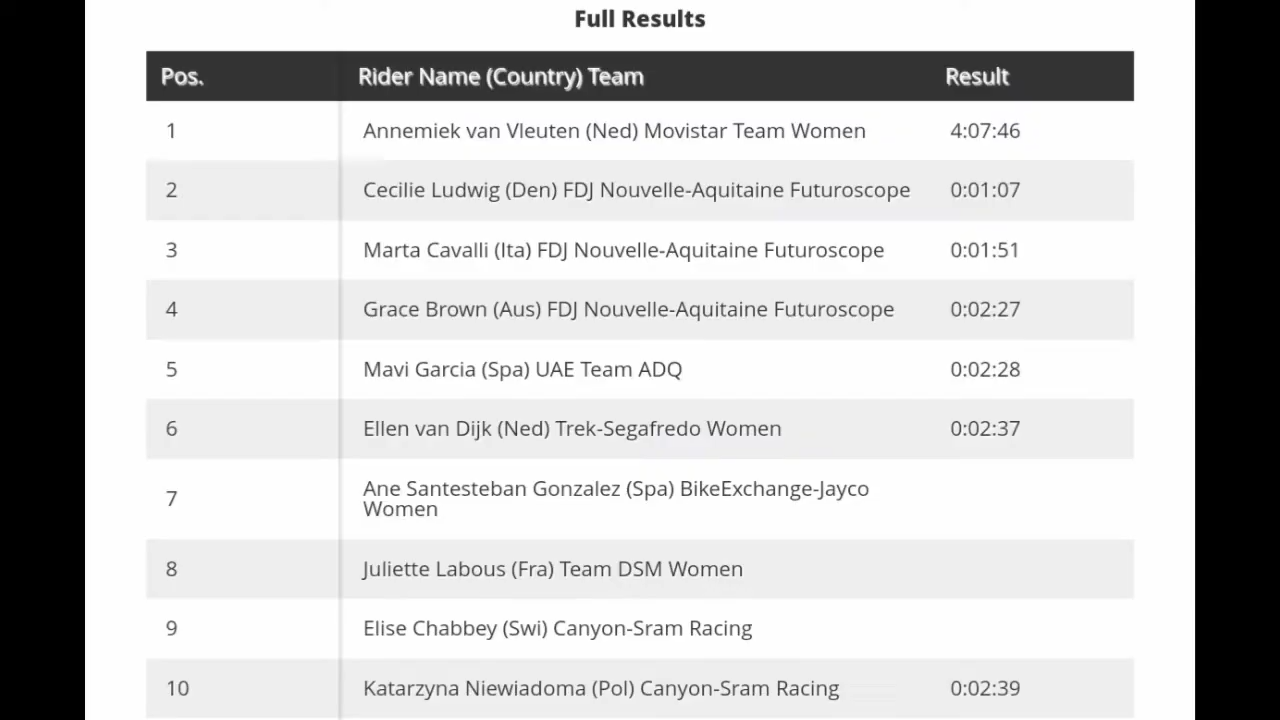 Full Results
Pos. Rider Name (Country) Team Result
1 Annemiek van Vleuten (Ned) Movistar Team Women 4:07:46
2 Cecilie Ludwig (Den) FDJ Nouvelle-Aquitaine Futuroscope 0:01:07
3 Marta Cavalli (Ita) FDJ Nouvelle-Aquitaine Futuroscope 0:01:51
4 Grace Brown (Aus) FDJ Nouvelle-Aquitaine Futuroscope 0:02:27
5 Mavi Garcia (Spa) UAE Team ADQ 0:02:28
6 Ellen van Dijk (Ned) Trek-Segafredo Women 0:02:37
7 Ane Santesteban Gonzalez (Spa) BikeExchange-Jayco
Women
8 Juliette Labous (Fra) Team DSM Women
9 Elise Chabbey (Swi) Canyon-Sram Racing
10 Katarzyna Niewiadoma (Pol) Canyon-Sram Racing 0:02:39